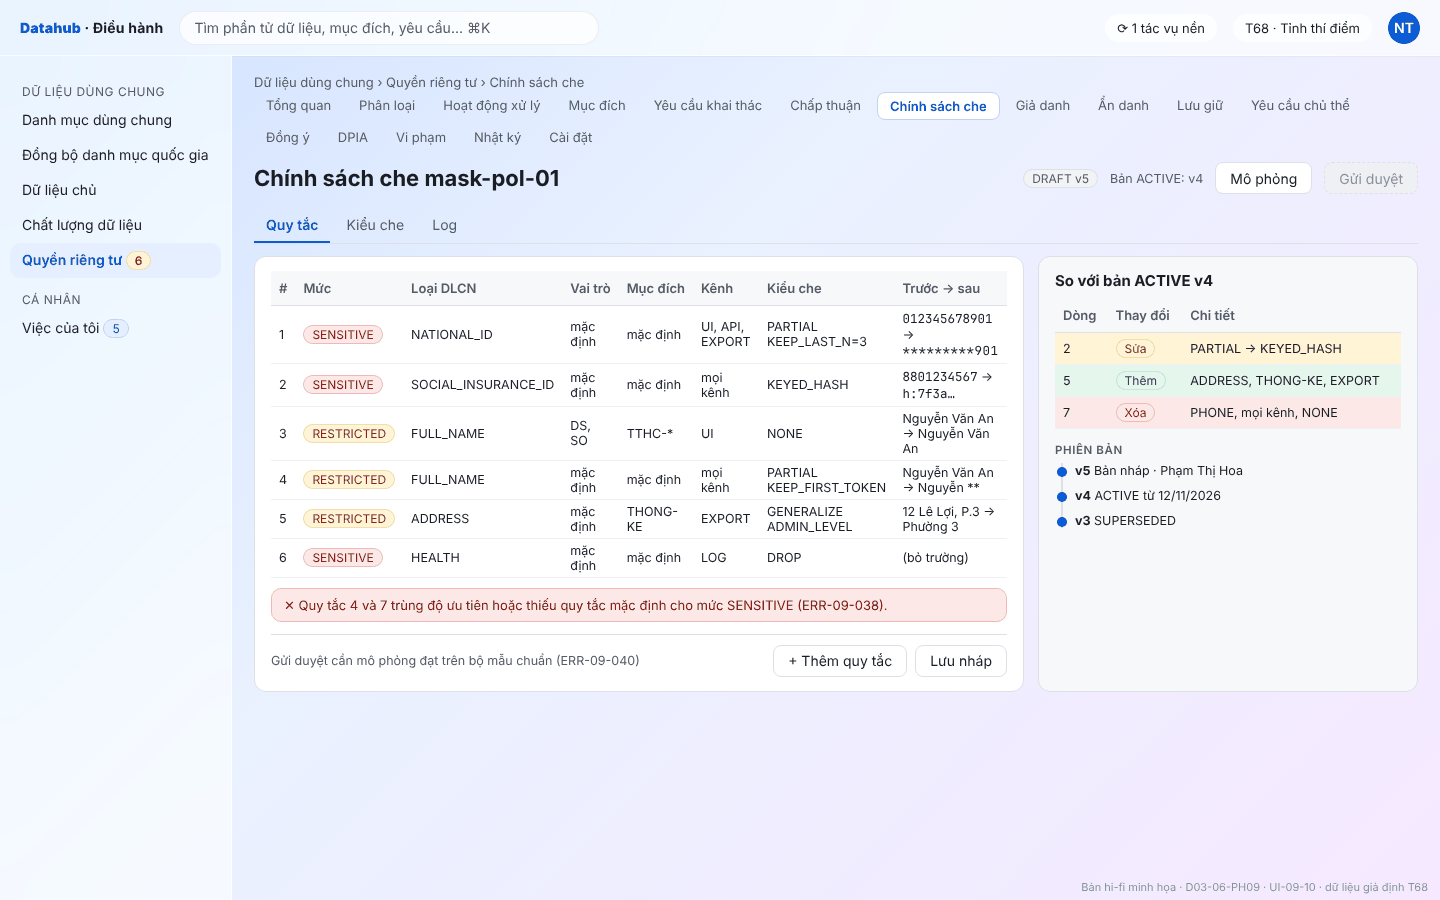 Datahub · Điều hành
Tìm phần tử dữ liệu, mục đích, yêu cầu... ⌘K
⟳ 1 tác vụ nền
T68 · Tỉnh thí điểm
NT
DỮ LIỆU DÙNG CHUNG
Danh mục dùng chung
Đồng bộ danh mục quốc gia
Dữ liệu chủ
Chất lượng dữ liệu
Quyền riêng tư 6
CÁ NHÂN
Việc của tôi 5
Dữ liệu dùng chung › Quyền riêng tư › Chính sách che
Tổng quan Phân loại Hoạt động xử lý Mục đích Yêu cầu khai thác Chấp thuận Chính sách che Giả danh Ẩn danh Lưu giữ Yêu cầu chủ thể
Đồng ý DPIA Vi phạm Nhật ký Cài đặt
Chính sách che mask-pol-01
DRAFT v5 Bản ACTIVE: v4 Mô phỏng Gửi duyệt
Quy tắc Kiểu che Log
# Mức Loại DLCN Vai trò Mục đích Kênh Kiểu che Trước → sau
1 SENSITIVE NATIONAL_ID mặc định mặc định UI, API, EXPORT PARTIAL KEEP_LAST_N=3 012345678901 → *********901
2 SENSITIVE SOCIAL_INSURANCE_ID mặc định mặc định mọi kênh KEYED_HASH 8801234567 → h:7f3a…
3 RESTRICTED FULL_NAME DS, SO TTHC-* UI NONE Nguyễn Văn An → Nguyễn Văn An
4 RESTRICTED FULL_NAME mặc định mặc định mọi kênh PARTIAL KEEP_FIRST_TOKEN Nguyễn Văn An → Nguyễn **
5 RESTRICTED ADDRESS mặc định THONG-KE EXPORT GENERALIZE ADMIN_LEVEL 12 Lê Lợi, P.3 → Phường 3
6 SENSITIVE HEALTH mặc định mặc định LOG DROP (bỏ trường)
✕ Quy tắc 4 và 7 trùng độ ưu tiên hoặc thiếu quy tắc mặc định cho mức SENSITIVE (ERR-09-038).
Gửi duyệt cần mô phỏng đạt trên bộ mẫu chuẩn (ERR-09-040)
+ Thêm quy tắc Lưu nháp
So với bản ACTIVE v4
Dòng Thay đổi Chi tiết
2 Sửa PARTIAL → KEYED_HASH
5 Thêm ADDRESS, THONG-KE, EXPORT
7 Xóa PHONE, mọi kênh, NONE
PHIÊN BẢN
v5 Bản nháp · Phạm Thị Hoa
v4 ACTIVE từ 12/11/2026
v3 SUPERSEDED
Bản hi-fi minh họa · D03-06-PH09 · UI-09-10 · dữ liệu giả định T68